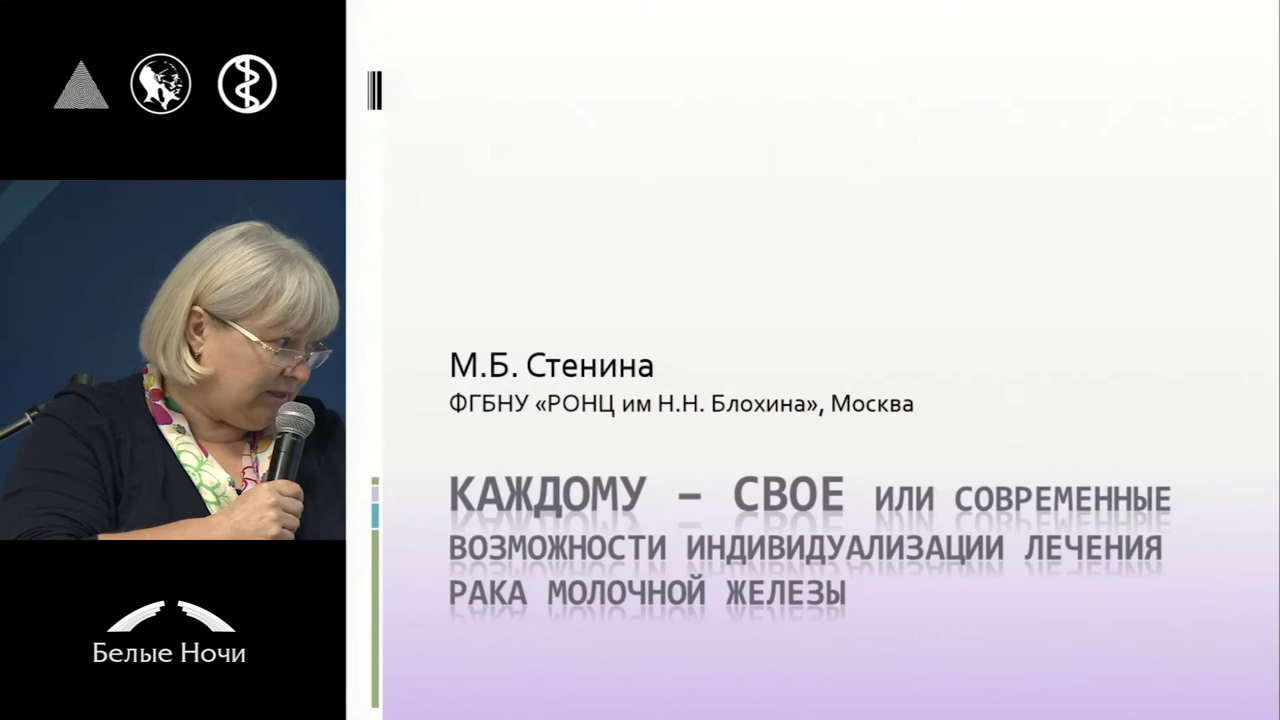 Белые Ночи
М.Б. Стенина
ФГБНУ «РОНЦ им Н.Н. Блохина», Москва
КАЖДОМУ – СВОЕ ИЛИ СОВРЕМЕННЫЕ
ВОЗМОЖНОСТИ ИНДИВИДУАЛИЗАЦИИ ЛЕЧЕНИЯ
РАКА МОЛОЧНОЙ ЖЕЛЕЗЫ